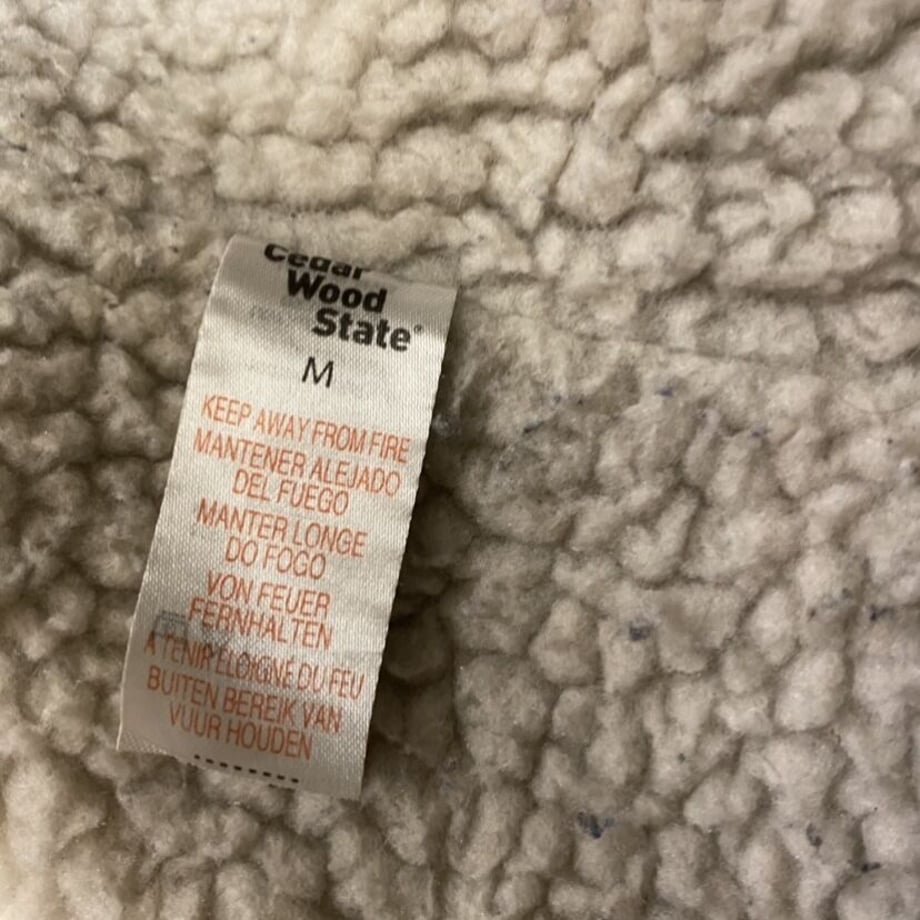 Cedar
Wood
State®
M
KEEP AWAY FROM FIRE
MANTENER ALEJADO
DEL FUEGO
MANTER LONGE
DO FOGO
VON FEUER
FERNHALTEN
A TENIR ÉLOIGNÉ DU FEU
BUITEN BEREIK VAN
VUUR HOUDEN